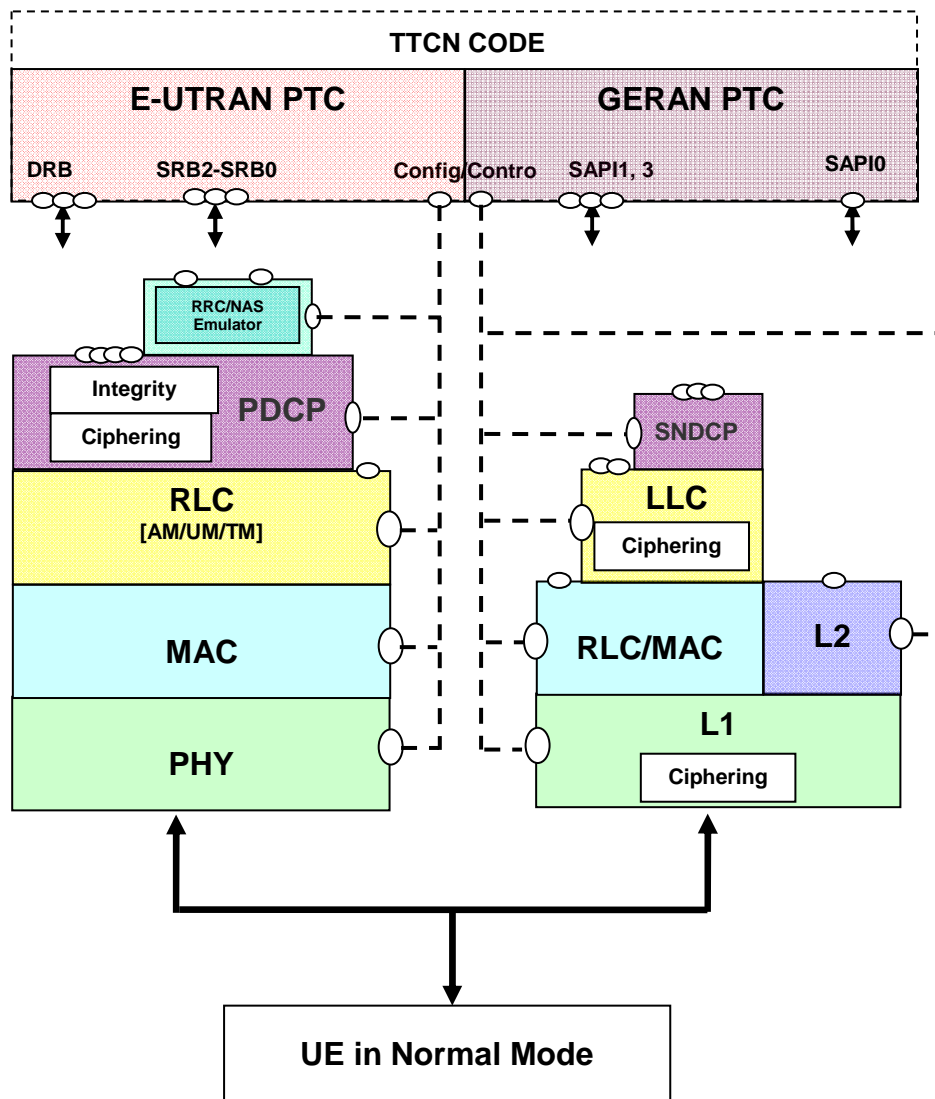 TTCN CODE
E-UTRAN PTC
GERAN PTC
DRB
SRB2-SRB0
Config/Contro
SAPI1, 3
SAPI0
RRC/NAS
Emulator
Integrity
Ciphering
PDCP
SNDCP
RLC
[AM/UM/TM]
LLC
Ciphering
MAC
RLC/MAC
L2
PHY
L1
Ciphering
UE in Normal Mode